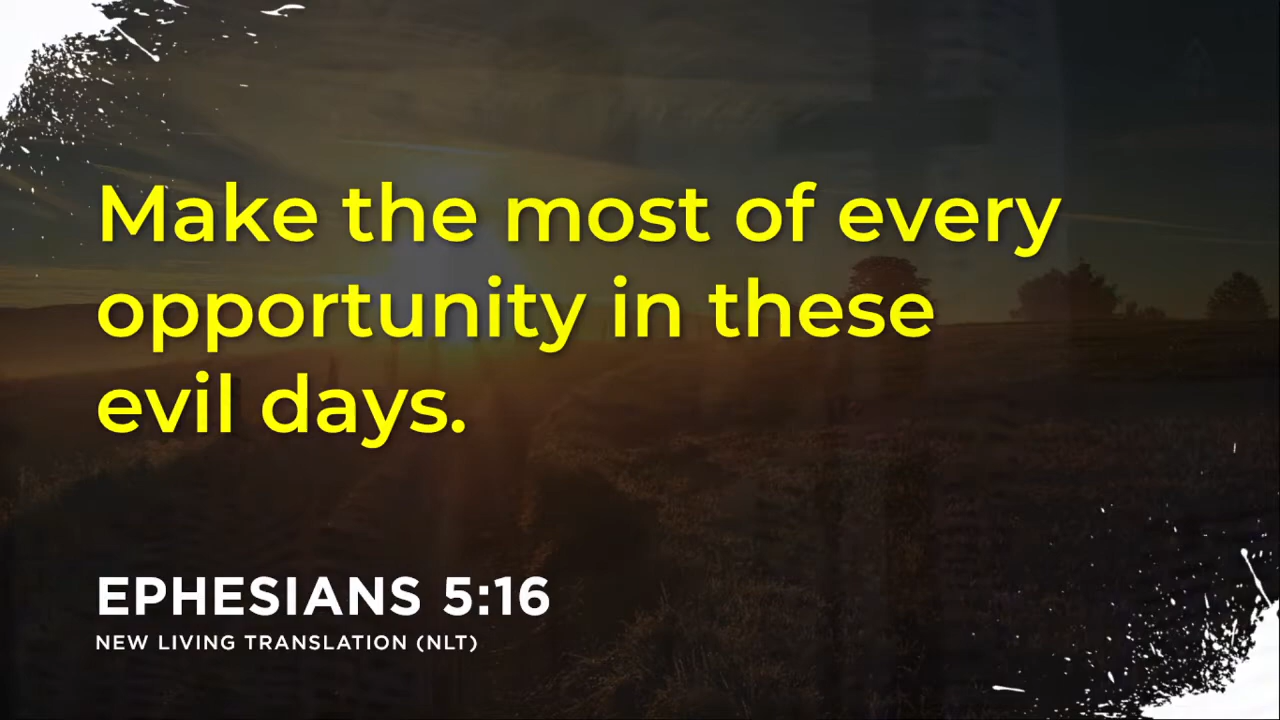 Make the most of every
opportunity in these
evil days.
EPHESIANS 5:16
NEW LIVING TRANSLATION (NLT)